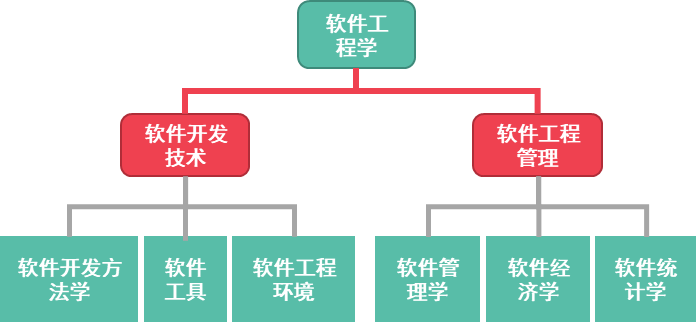 软件工
程学
软件开发
技术
软件工程
管理
软件开发方
法学
软件
工具
软件工程
环境
软件管
理学
软件经
济学
软件统
计学